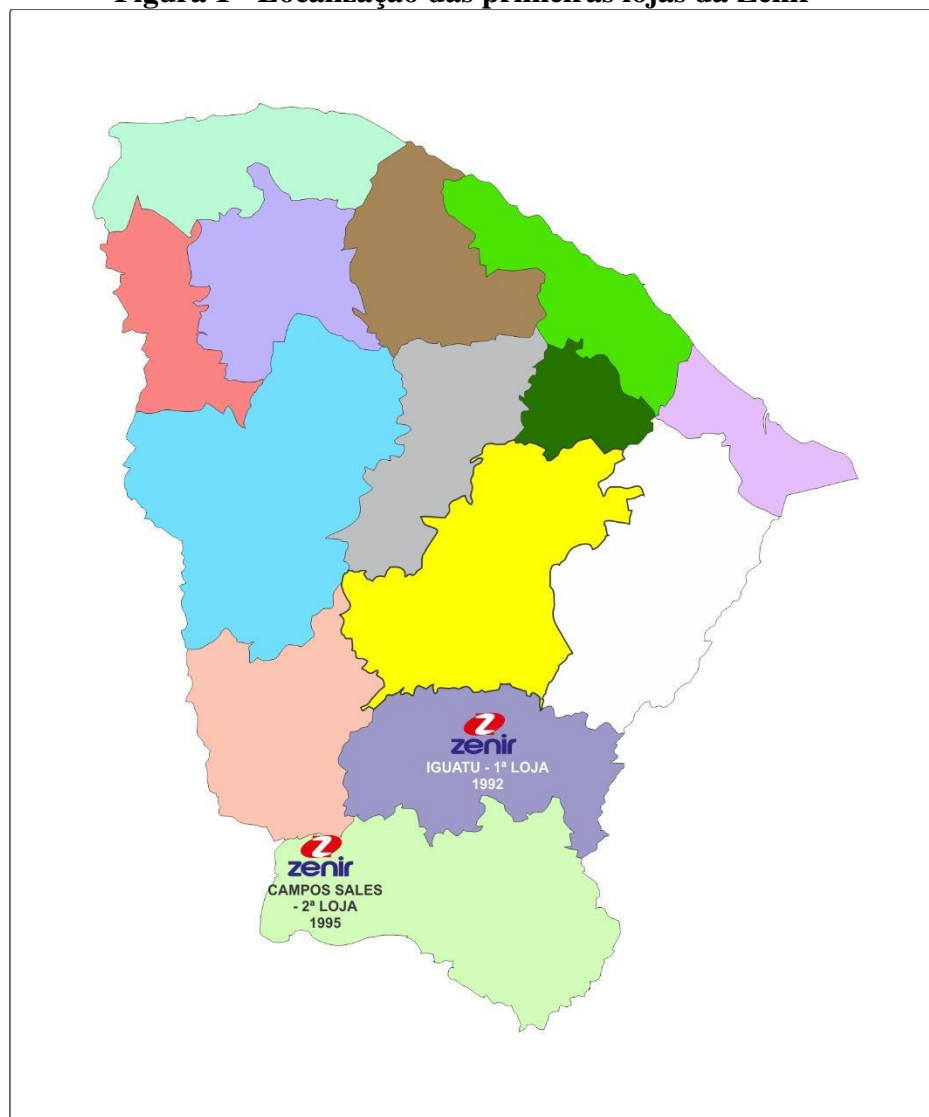 Figura 1 - Localização das primeiras lojas da Zenir
zenir
IGUATU - 1ª LOJA
1992
zenir
CAMPOS SALES
- 2ª LOJA
1995